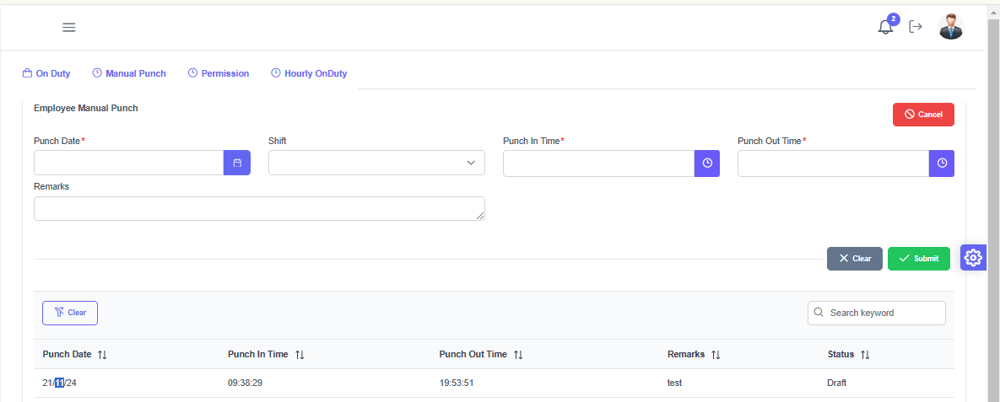 2
On Duty Manual Punch Permission Hourly OnDuty
Employee Manual Punch
Cancel
Punch Date* Shift Punch In Time* Punch Out Time*
Remarks
Clear Submit
Clear Search keyword
Punch Date Punch In Time Punch Out Time Remarks Status
21/11/24 09:38:29 19:53:51 test Draft